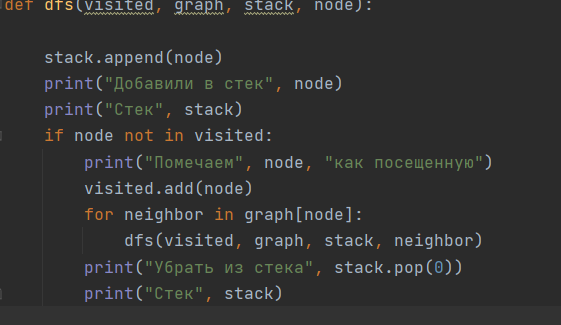 def dfs(visited, graph, stack, node):
stack.append(node)
print("Добавили в стек", node)
print("Стек", stack)
if node not in visited:
print("Помечаем", node, "как посещенную")
visited.add(node)
for neighbor in graph[node]:
dfs(visited, graph, stack, neighbor)
print("Убрать из стека", stack.pop(0))
print("Стек", stack)